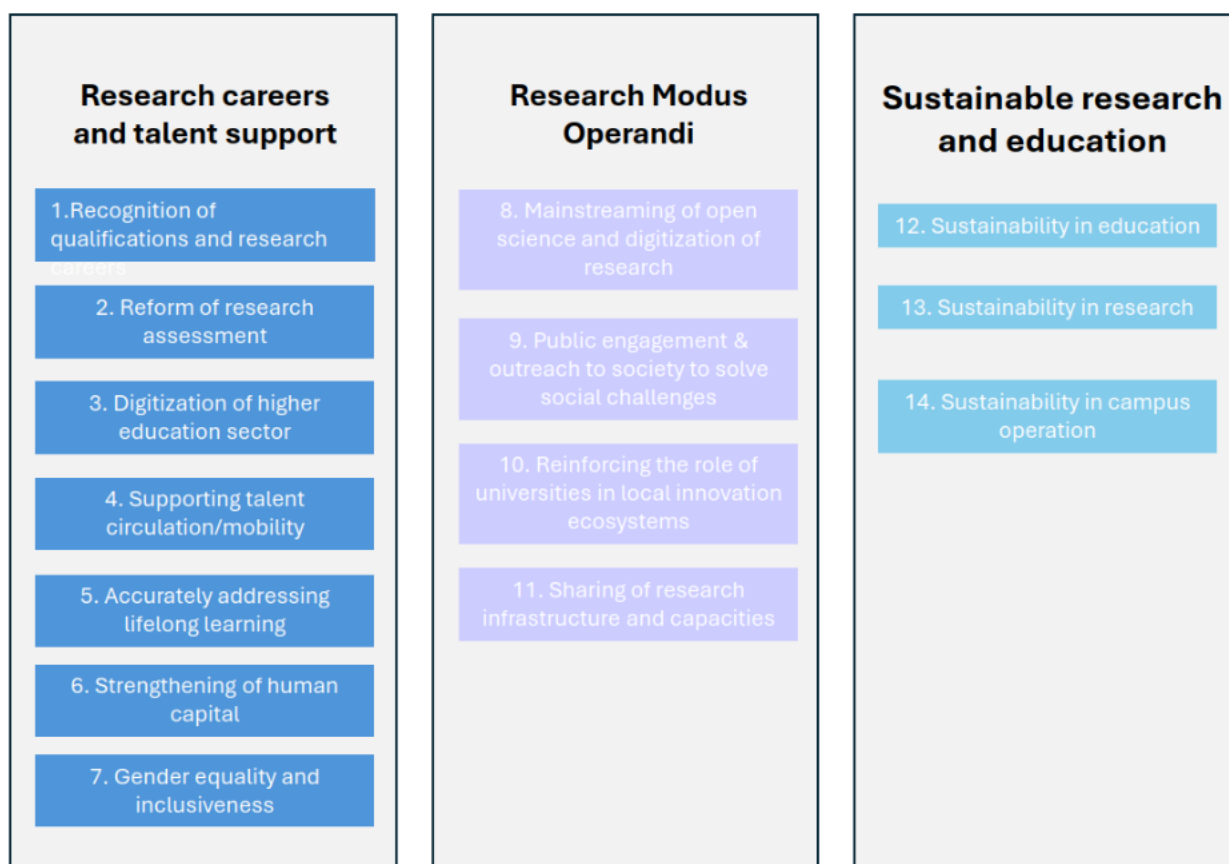 Research careers
and talent support
1.Recognition of
qualifications and research
careers
2. Reform of research
assessment
3. Digitization of higher
education sector
4. Supporting talent
circulation/mobility
5. Accurately addressing
lifelong learning
6. Strengthening of human
capital
7. Gender equality and
inclusiveness
Research Modus
Operandi
8. Mainstreaming of open
science and digitization of
research
9. Public engagement &
outreach to society to solve
social challenges
10. Reinforcing the role of
universities in local innovation
ecosystems
11. Sharing of research
infrastructure and capacities
Sustainable research
and education
12. Sustainability in education
13. Sustainability in research
14. Sustainability in campus
operation